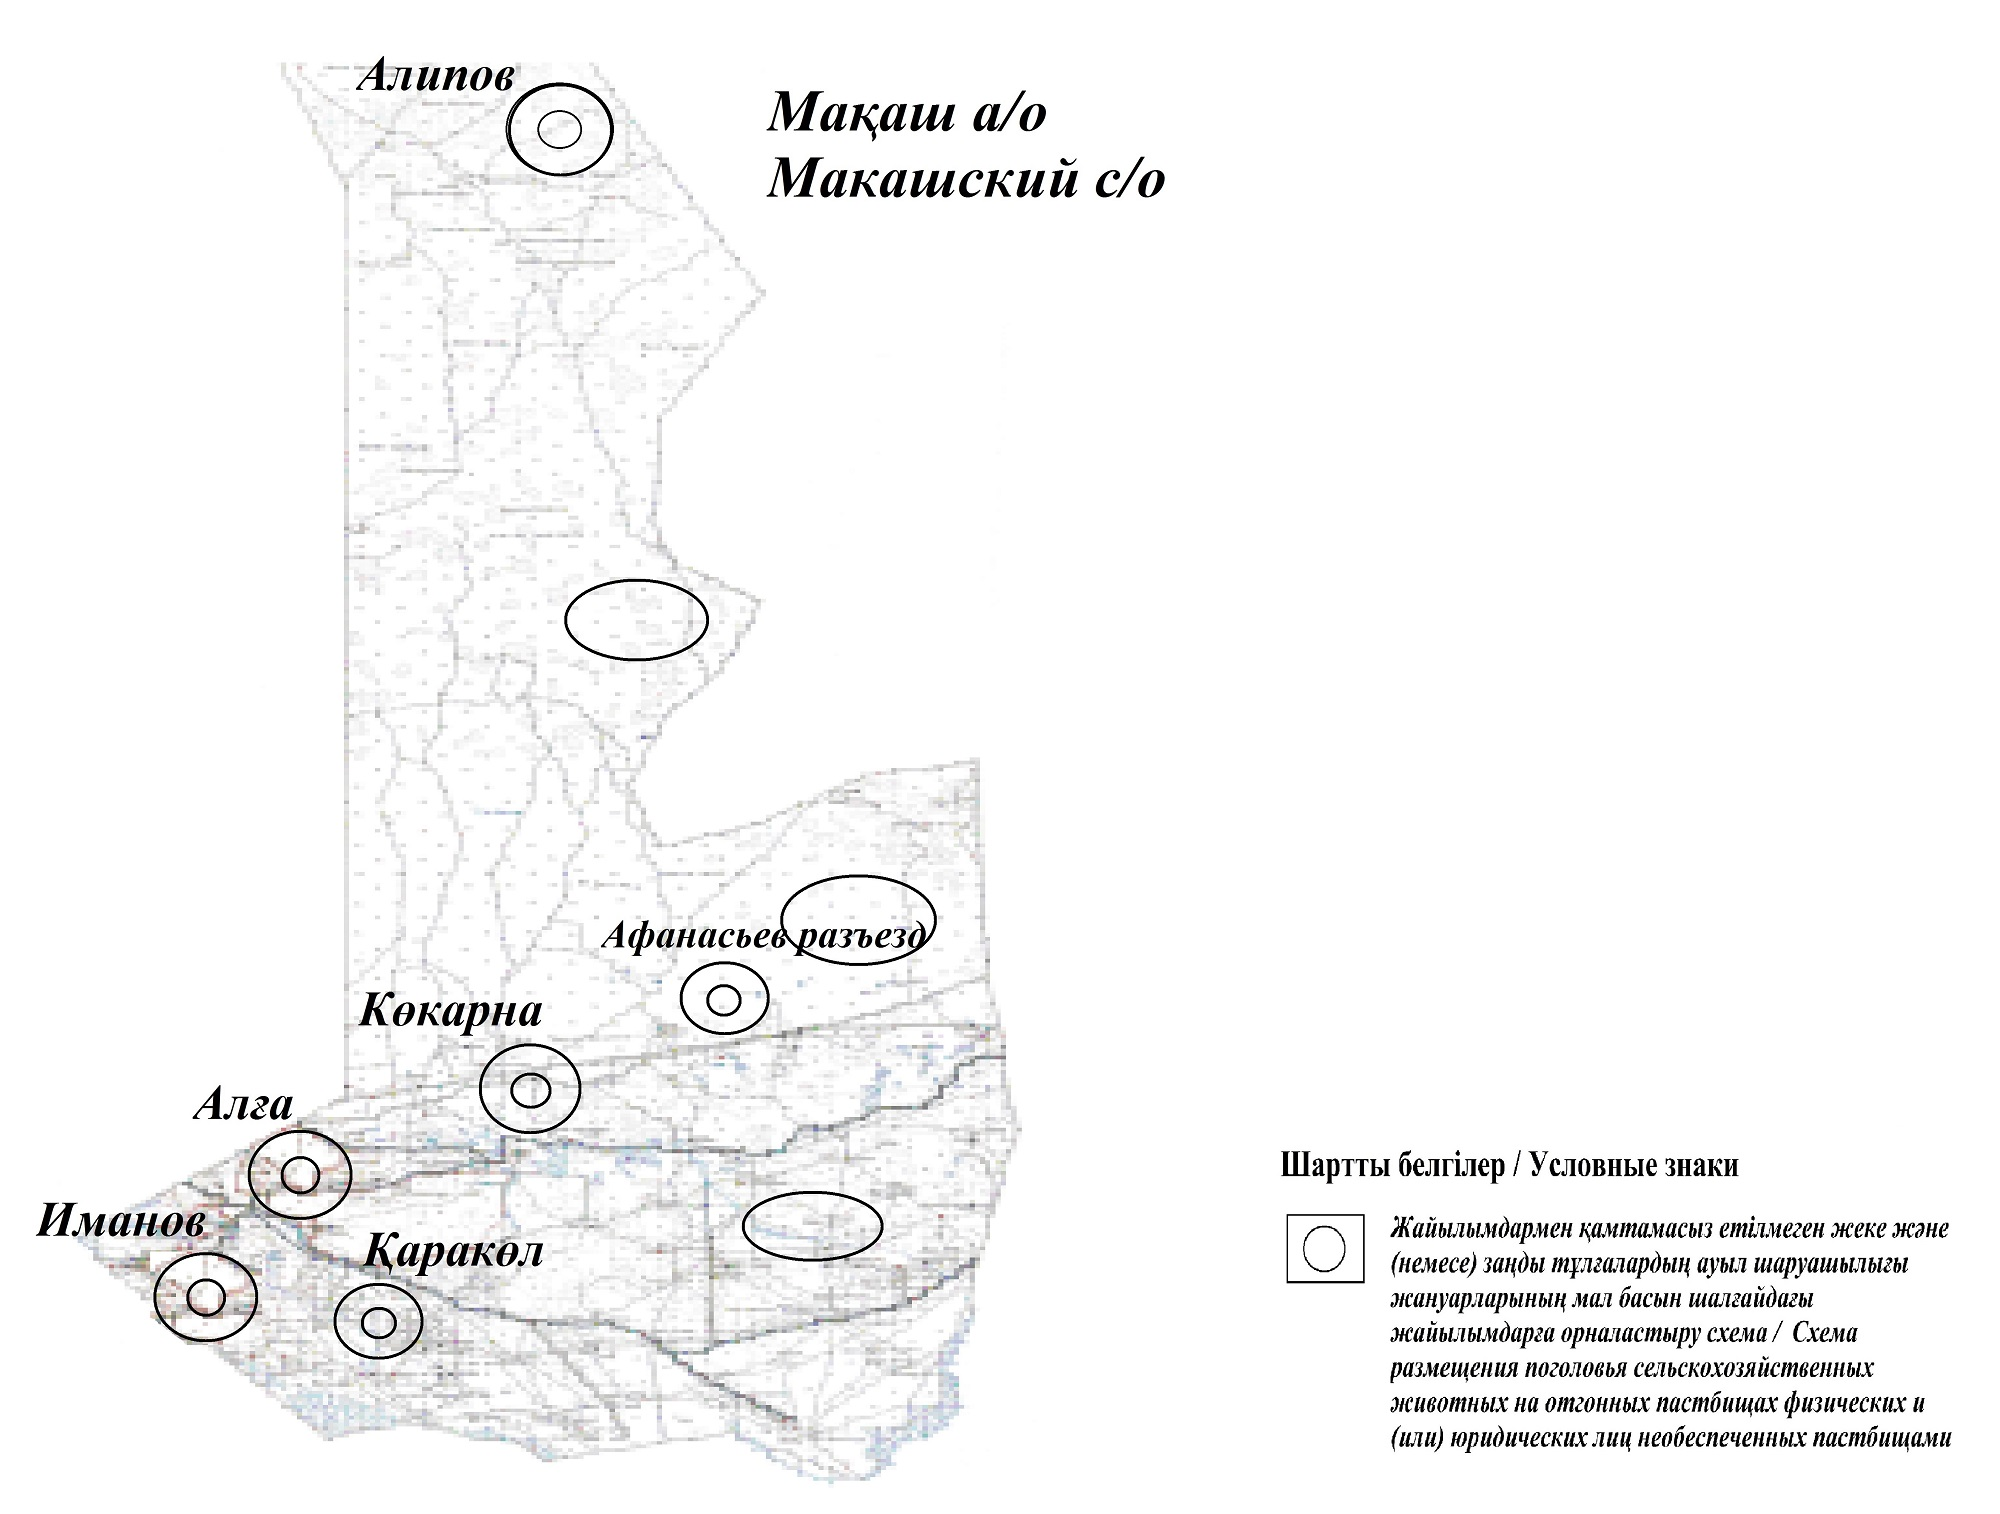 Алипов
Мақаш а/о
Макашский с/о
Афанасьев разъезд
Көкарна
Алға
Иманов
Қаракөл
Шартты белгілер / Условные знаки
Жайылымдармен қамтамасыз етілмеген жеке және
(немесе) заңды тұлғалардың ауыл шаруашылығы
жануарларының мал басын шалғайдағы
жайылымдарға орналастыру схема / Схема
размещения поголовья сельскохозяйственных
животных на отгонных пастбищах физических и
(или) юридических лиц необеспеченных пастбищами